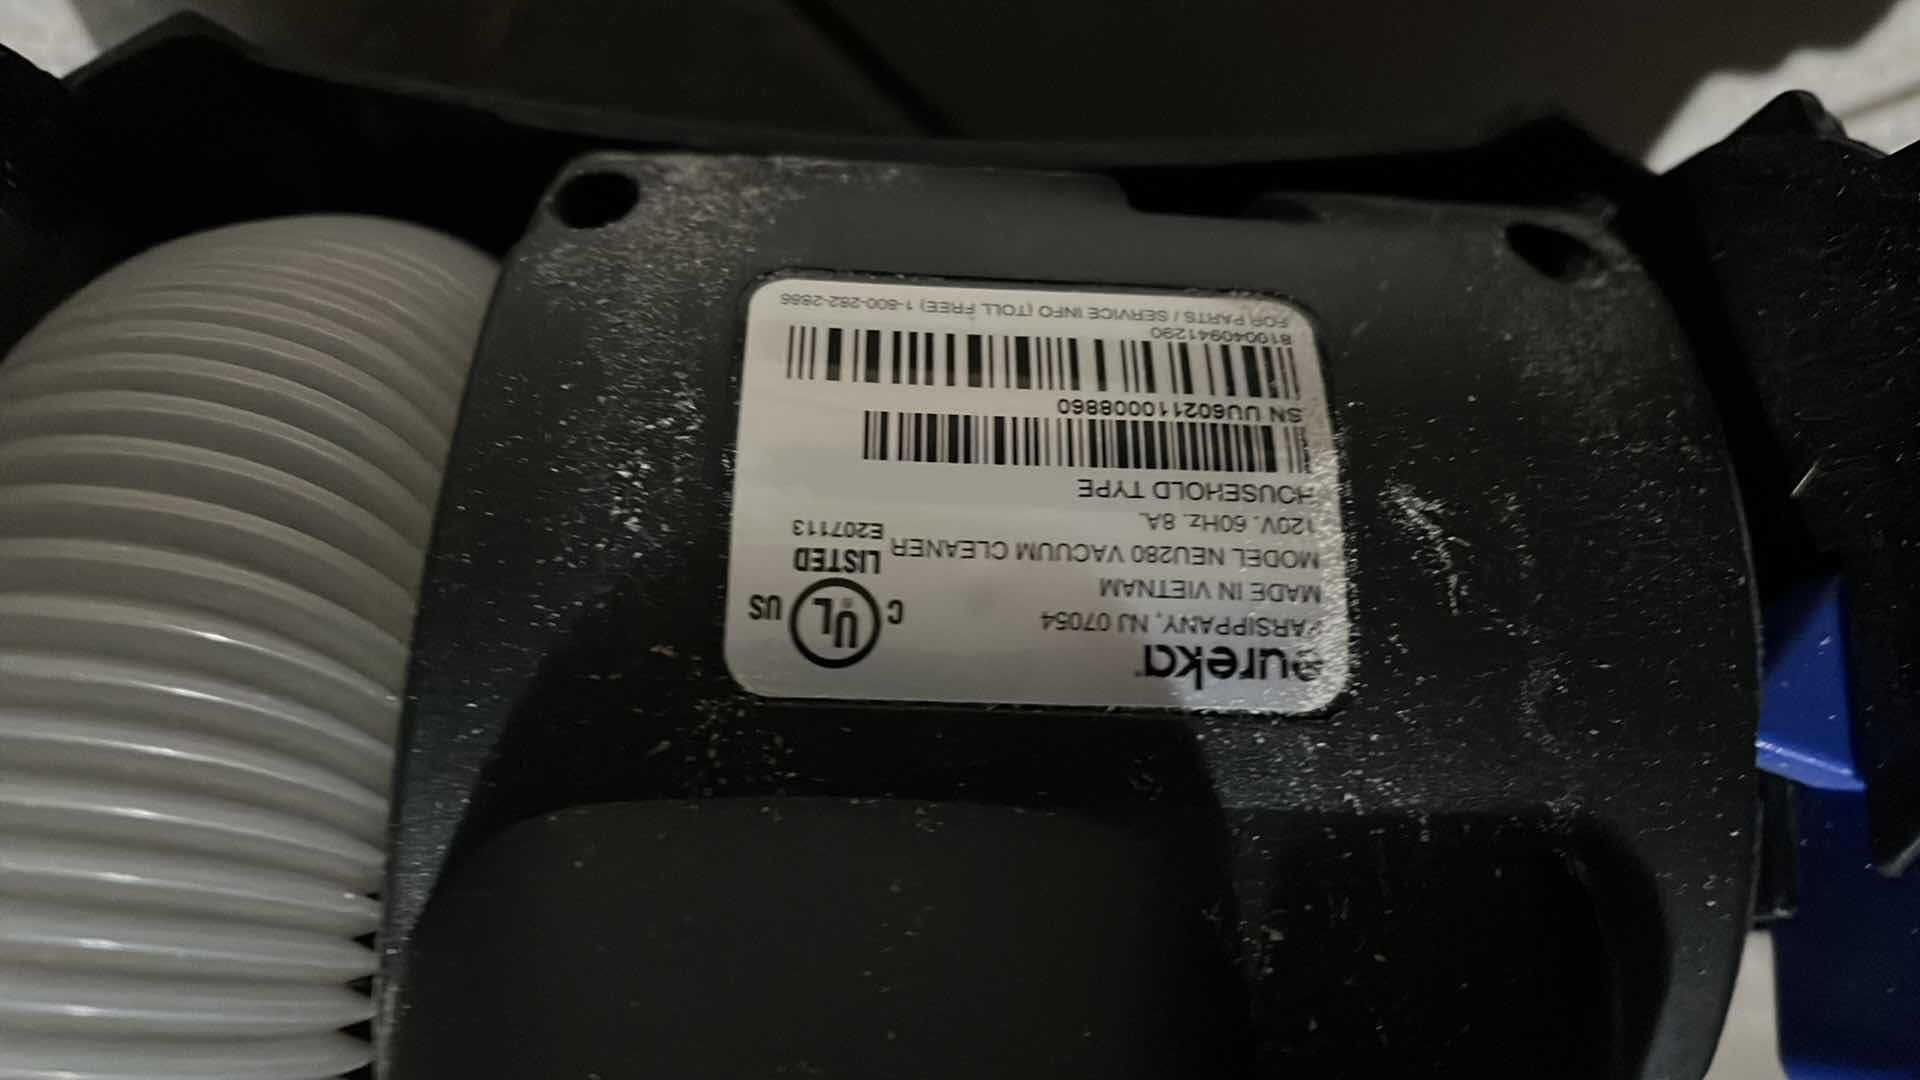 eureka
PARSIPPANY, NJ 07054
MADE IN VIETNAM
MODEL NEU280 VACUUM CLEANER
120V. 60Hz. 8A.
HOUSEHOLD TYPE
C UL US
LISTED
E207113
SN UU602110008860
810040941290
FOR PARTS / SERVICE INFO (TOLL FREE) 1-800-282-2886